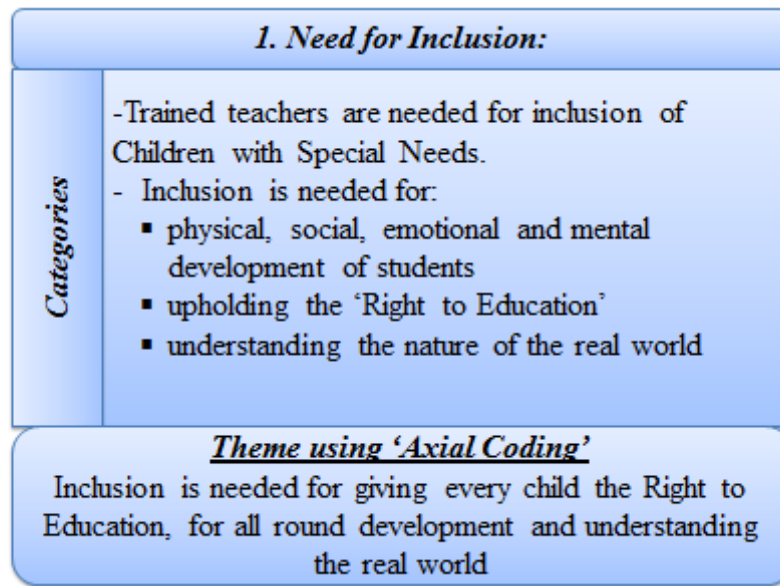 1. Need for Inclusion:
Categories
-Trained teachers are needed for inclusion of
Children with Special Needs.
- Inclusion is needed for:
▪ physical, social, emotional and mental
development of students
▪ upholding the ‘Right to Education’
▪ understanding the nature of the real world
Theme using ‘Axial Coding’
Inclusion is needed for giving every child the Right to
Education, for all round development and understanding
the real world